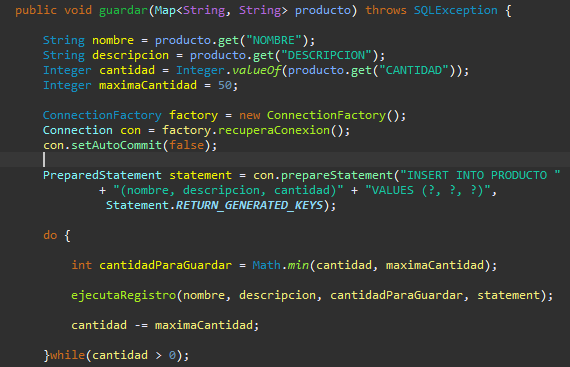 public void guardar(Map<String, String> producto) throws SQLException {
String nombre = producto.get("NOMBRE");
String descripcion = producto.get("DESCRIPCION");
Integer cantidad = Integer.valueOf(producto.get("CANTIDAD"));
Integer maximaCantidad = 50;
ConnectionFactory factory = new ConnectionFactory();
Connection con = factory.recuperaConexion();
con.setAutoCommit(false);
PreparedStatement statement = con.prepareStatement("INSERT INTO PRODUCTO "
+ "(nombre, descripcion, cantidad)" + "VALUES (?, ?, ?)",
Statement.RETURN_GENERATED_KEYS);
do {
int cantidadParaGuardar = Math.min(cantidad, maximaCantidad);
ejecutaRegistro(nombre, descripcion, cantidadParaGuardar, statement);
cantidad -= maximaCantidad;
}while(cantidad > 0);